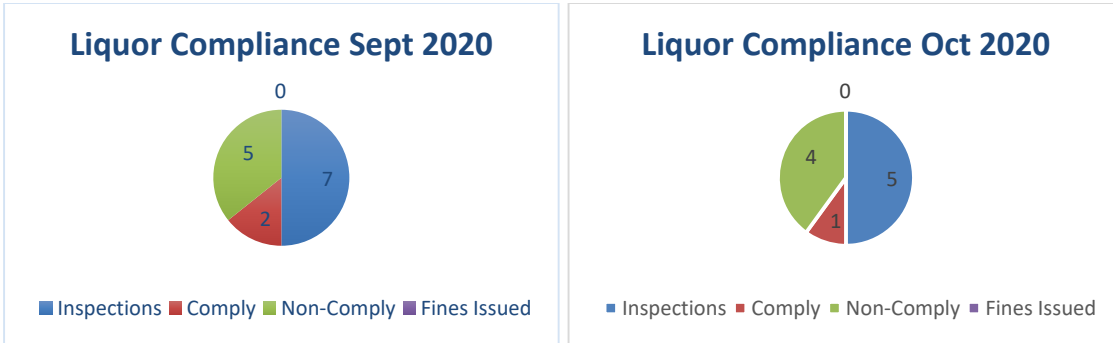 Liquor Compliance Sept 2020
0
5
7
2
Inspections Comply Non-Comply Fines Issued
Liquor Compliance Oct 2020
0
4
5
1
Inspections Comply Non-Comply Fines Issued